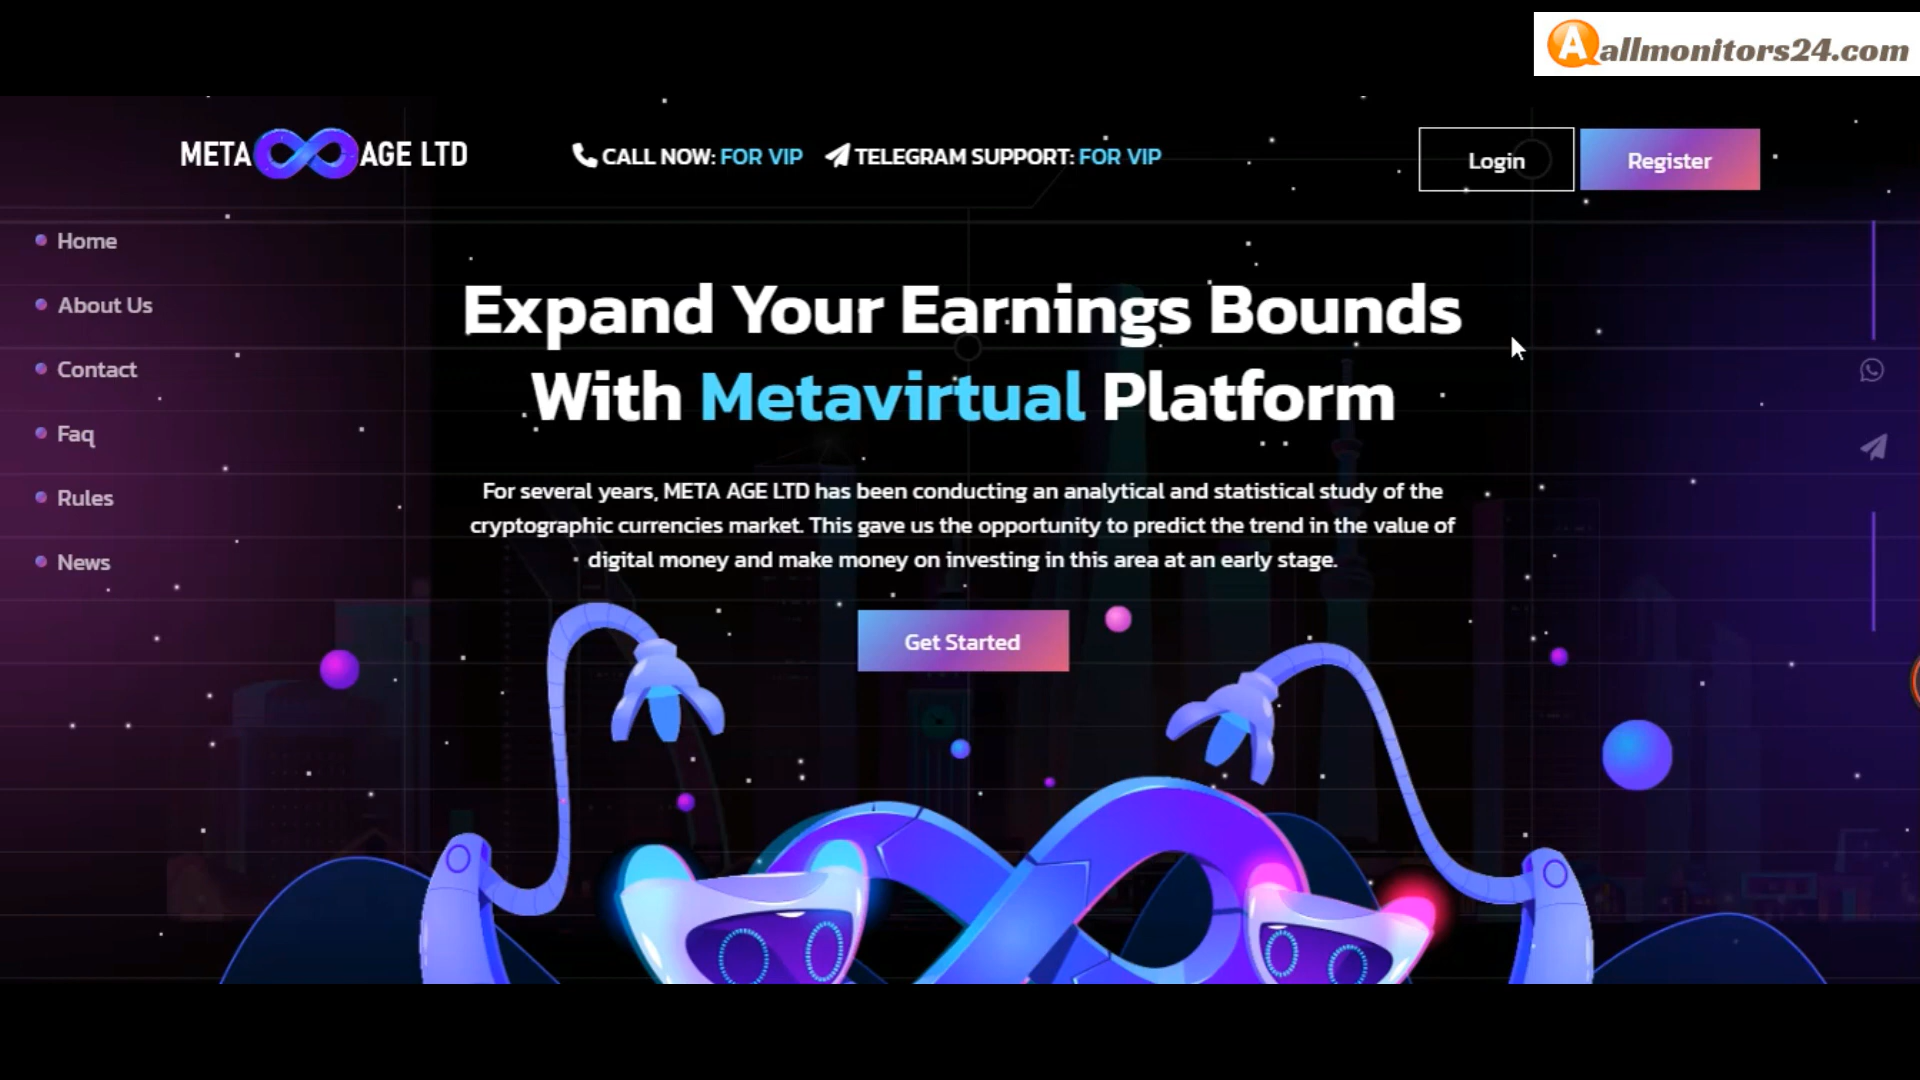 A allmonitors24.com
META AGE LTD
CALL NOW: FOR VIP
TELEGRAM SUPPORT: FOR VIP
Login
Register
Home
About Us
Contact
Faq
Rules
News
Expand Your Earnings Bounds
With Metavirtual Platform
For several years, META AGE LTD has been conducting an analytical and statistical study of the
cryptographic currencies market. This gave us the opportunity to predict the trend in the value of
digital money and make money on investing in this area at an early stage.
Get Started